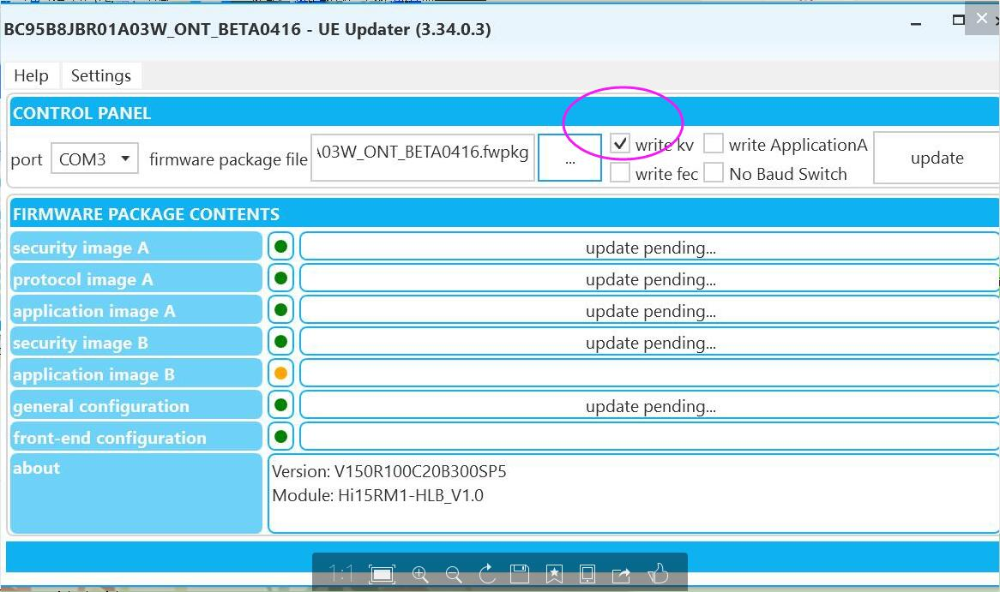 BC95B8JBR01A03W_ONT_BETA0416 - UE Updater (3.34.0.3)
Help Settings
CONTROL PANEL
port COM3 firmware package file A03W_ONT_BETA0416.fwpkg ... write kv write ApplicationA update
write fec No Baud Switch
FIRMWARE PACKAGE CONTENTS
security image A update pending...
protocol image A update pending...
application image A update pending...
security image B update pending...
application image B
general configuration update pending...
front-end configuration
about Version: V150R100C20B300SP5
Module: Hi15RM1-HLB_V1.0
1:1